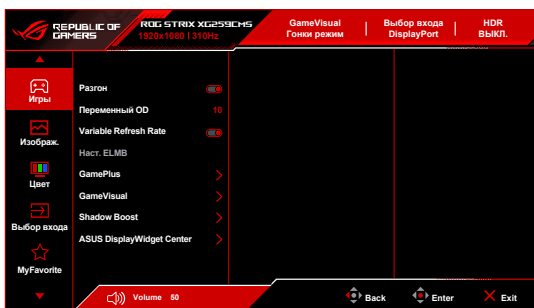 REPUBLIC OF
GAMERS
ROG STRIX XG259CMS
1920x1080 | 310Hz
GameVisual
Гонки режим
Выбор входа
DisplayPort
HDR
ВЫКЛ.
Игры
Изображ.
Цвет
Выбор входа
MyFavorite
Разгон
Переменный OD 10
Variable Refresh Rate
Наст. ELMB
GamePlus
GameVisual
Shadow Boost
ASUS DisplayWidget Center
Volume 50
Back
Enter
Exit